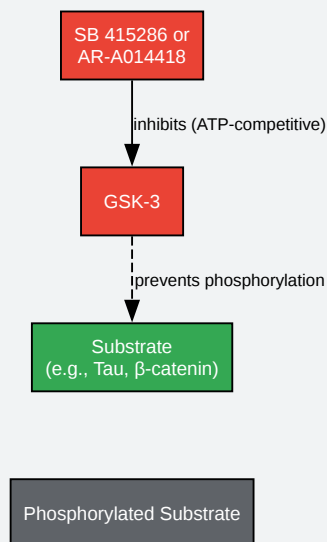 SB 415286 or
AR-A014418
inhibits (ATP-competitive)
GSK-3
prevents phosphorylation
Substrate
(e.g., Tau, β-catenin)
Phosphorylated Substrate